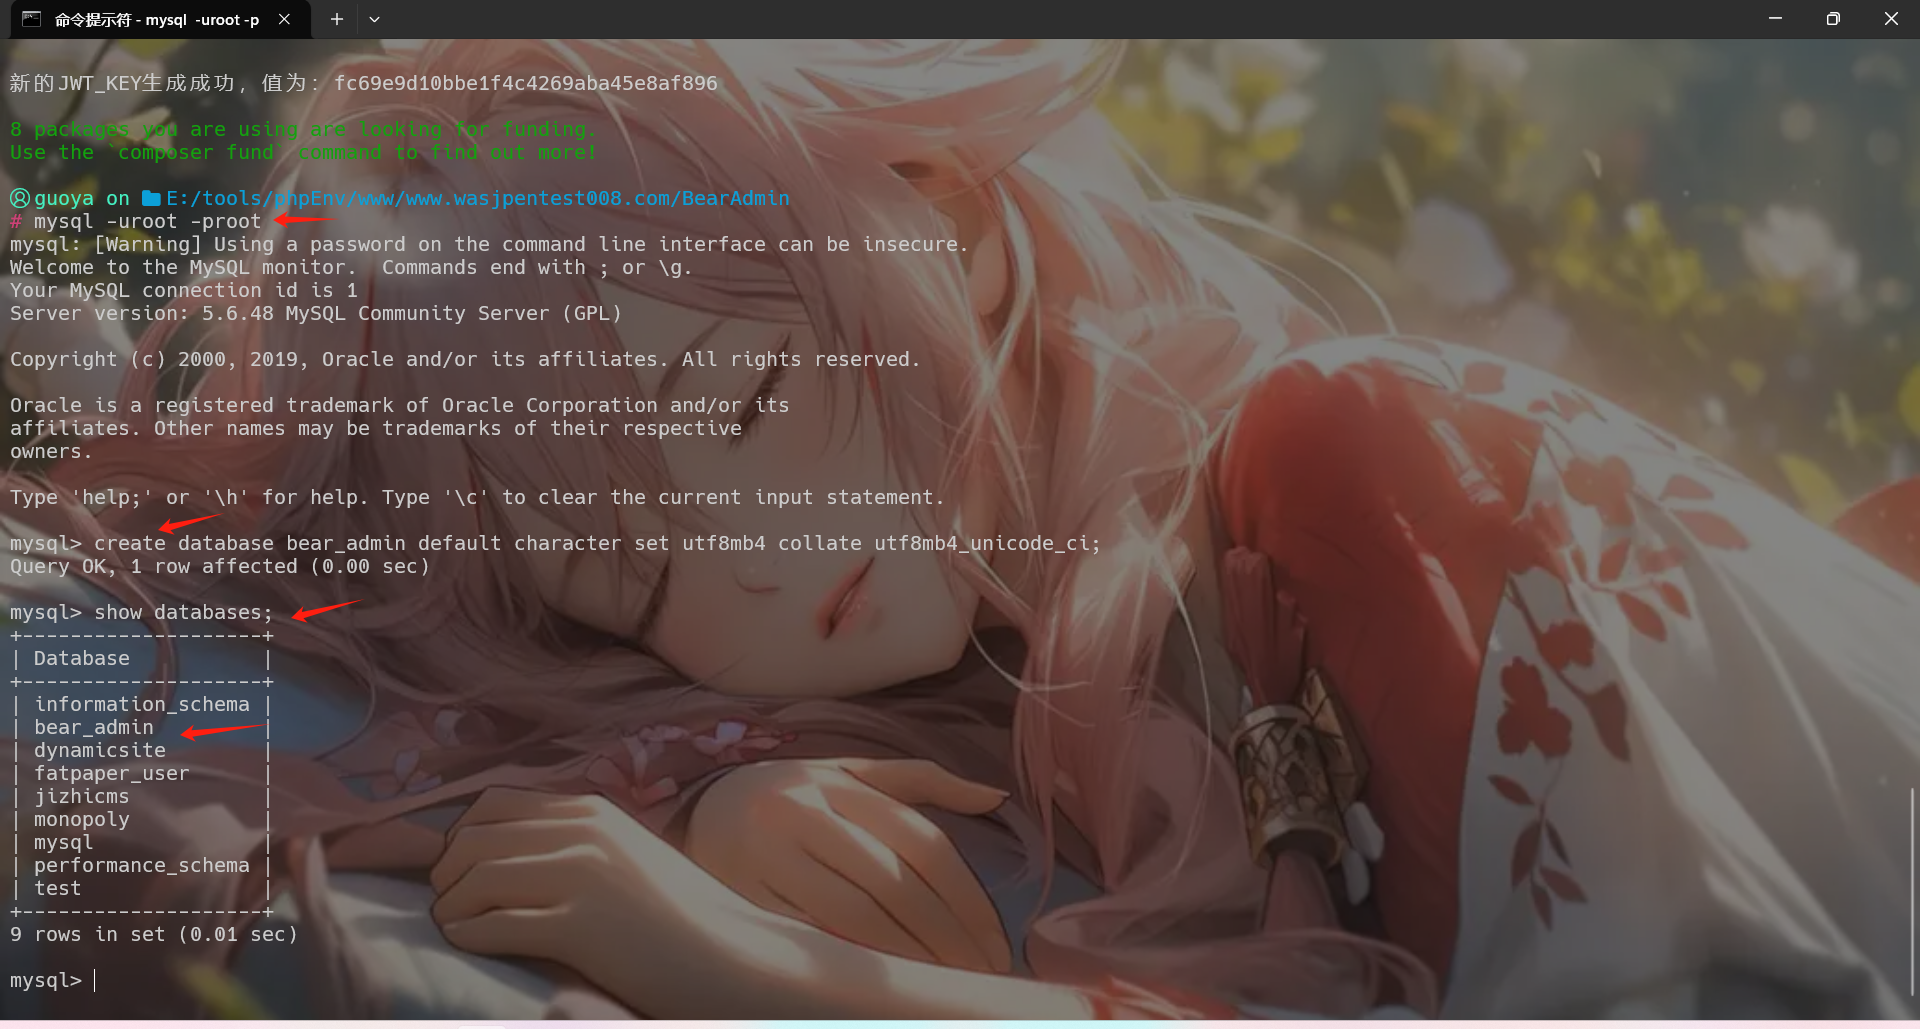 命令提示符 - mysql -uroot -p
新的JWT_KEY生成成功，值为：fc69e9d10bbe1f4c4269aba45e8af896
8 packages you are using are looking for funding.
Use the `composer fund` command to find out more!
guoya on E:/tools/phpEnv/www/www.wasjpentest008.com/BearAdmin
# mysql -uroot -proot
mysql: [Warning] Using a password on the command line interface can be insecure.
Welcome to the MySQL monitor.  Commands end with ; or \g.
Your MySQL connection id is 1
Server version: 5.6.48 MySQL Community Server (GPL)
Copyright (c) 2000, 2019, Oracle and/or its affiliates. All rights reserved.
Oracle is a registered trademark of Oracle Corporation and/or its
affiliates. Other names may be trademarks of their respective
owners.
Type 'help;' or '\h' for help. Type '\c' to clear the current input statement.
mysql> create database bear_admin default character set utf8mb4 collate utf8mb4_unicode_ci;
Query OK, 1 row affected (0.00 sec)
mysql> show databases;
+--------------------+
| Database           |
+--------------------+
| information_schema |
| bear_admin         |
| dynamicsite        |
| fatpaper_user      |
| jizhicms           |
| monopoly           |
| mysql              |
| performance_schema |
| test               |
+--------------------+
9 rows in set (0.01 sec)
mysql>